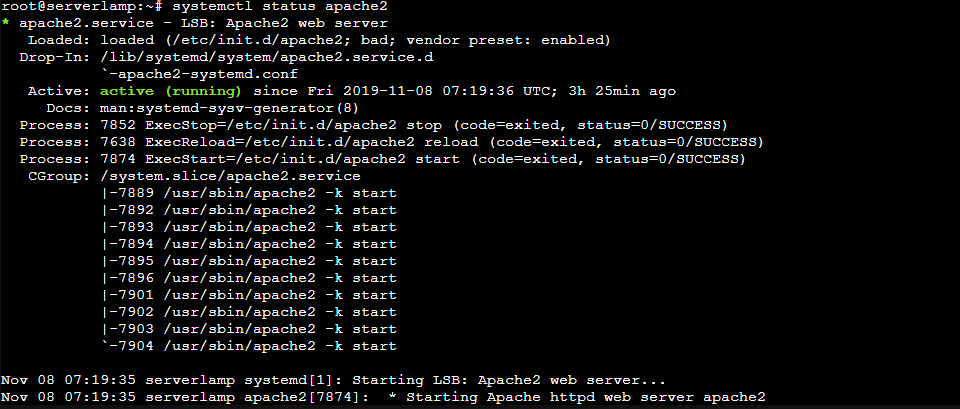 root@serverlamp:~# systemctl status apache2
* apache2.service - LSB: Apache2 web server
   Loaded: loaded (/etc/init.d/apache2; bad; vendor preset: enabled)
  Drop-In: /lib/systemd/system/apache2.service.d
           `-apache2-systemd.conf
   Active: active (running) since Fri 2019-11-08 07:19:36 UTC; 3h 25min ago
     Docs: man:systemd-sysv-generator(8)
  Process: 7852 ExecStop=/etc/init.d/apache2 stop (code=exited, status=0/SUCCESS)
  Process: 7638 ExecReload=/etc/init.d/apache2 reload (code=exited, status=0/SUCCESS)
  Process: 7874 ExecStart=/etc/init.d/apache2 start (code=exited, status=0/SUCCESS)
   CGroup: /system.slice/apache2.service
           |-7889 /usr/sbin/apache2 -k start
           |-7892 /usr/sbin/apache2 -k start
           |-7893 /usr/sbin/apache2 -k start
           |-7894 /usr/sbin/apache2 -k start
           |-7895 /usr/sbin/apache2 -k start
           |-7896 /usr/sbin/apache2 -k start
           |-7901 /usr/sbin/apache2 -k start
           |-7902 /usr/sbin/apache2 -k start
           |-7903 /usr/sbin/apache2 -k start
           `-7904 /usr/sbin/apache2 -k start

Nov 08 07:19:35 serverlamp systemd[1]: Starting LSB: Apache2 web server...
Nov 08 07:19:35 serverlamp apache2[7874]:  * Starting Apache httpd web server apache2